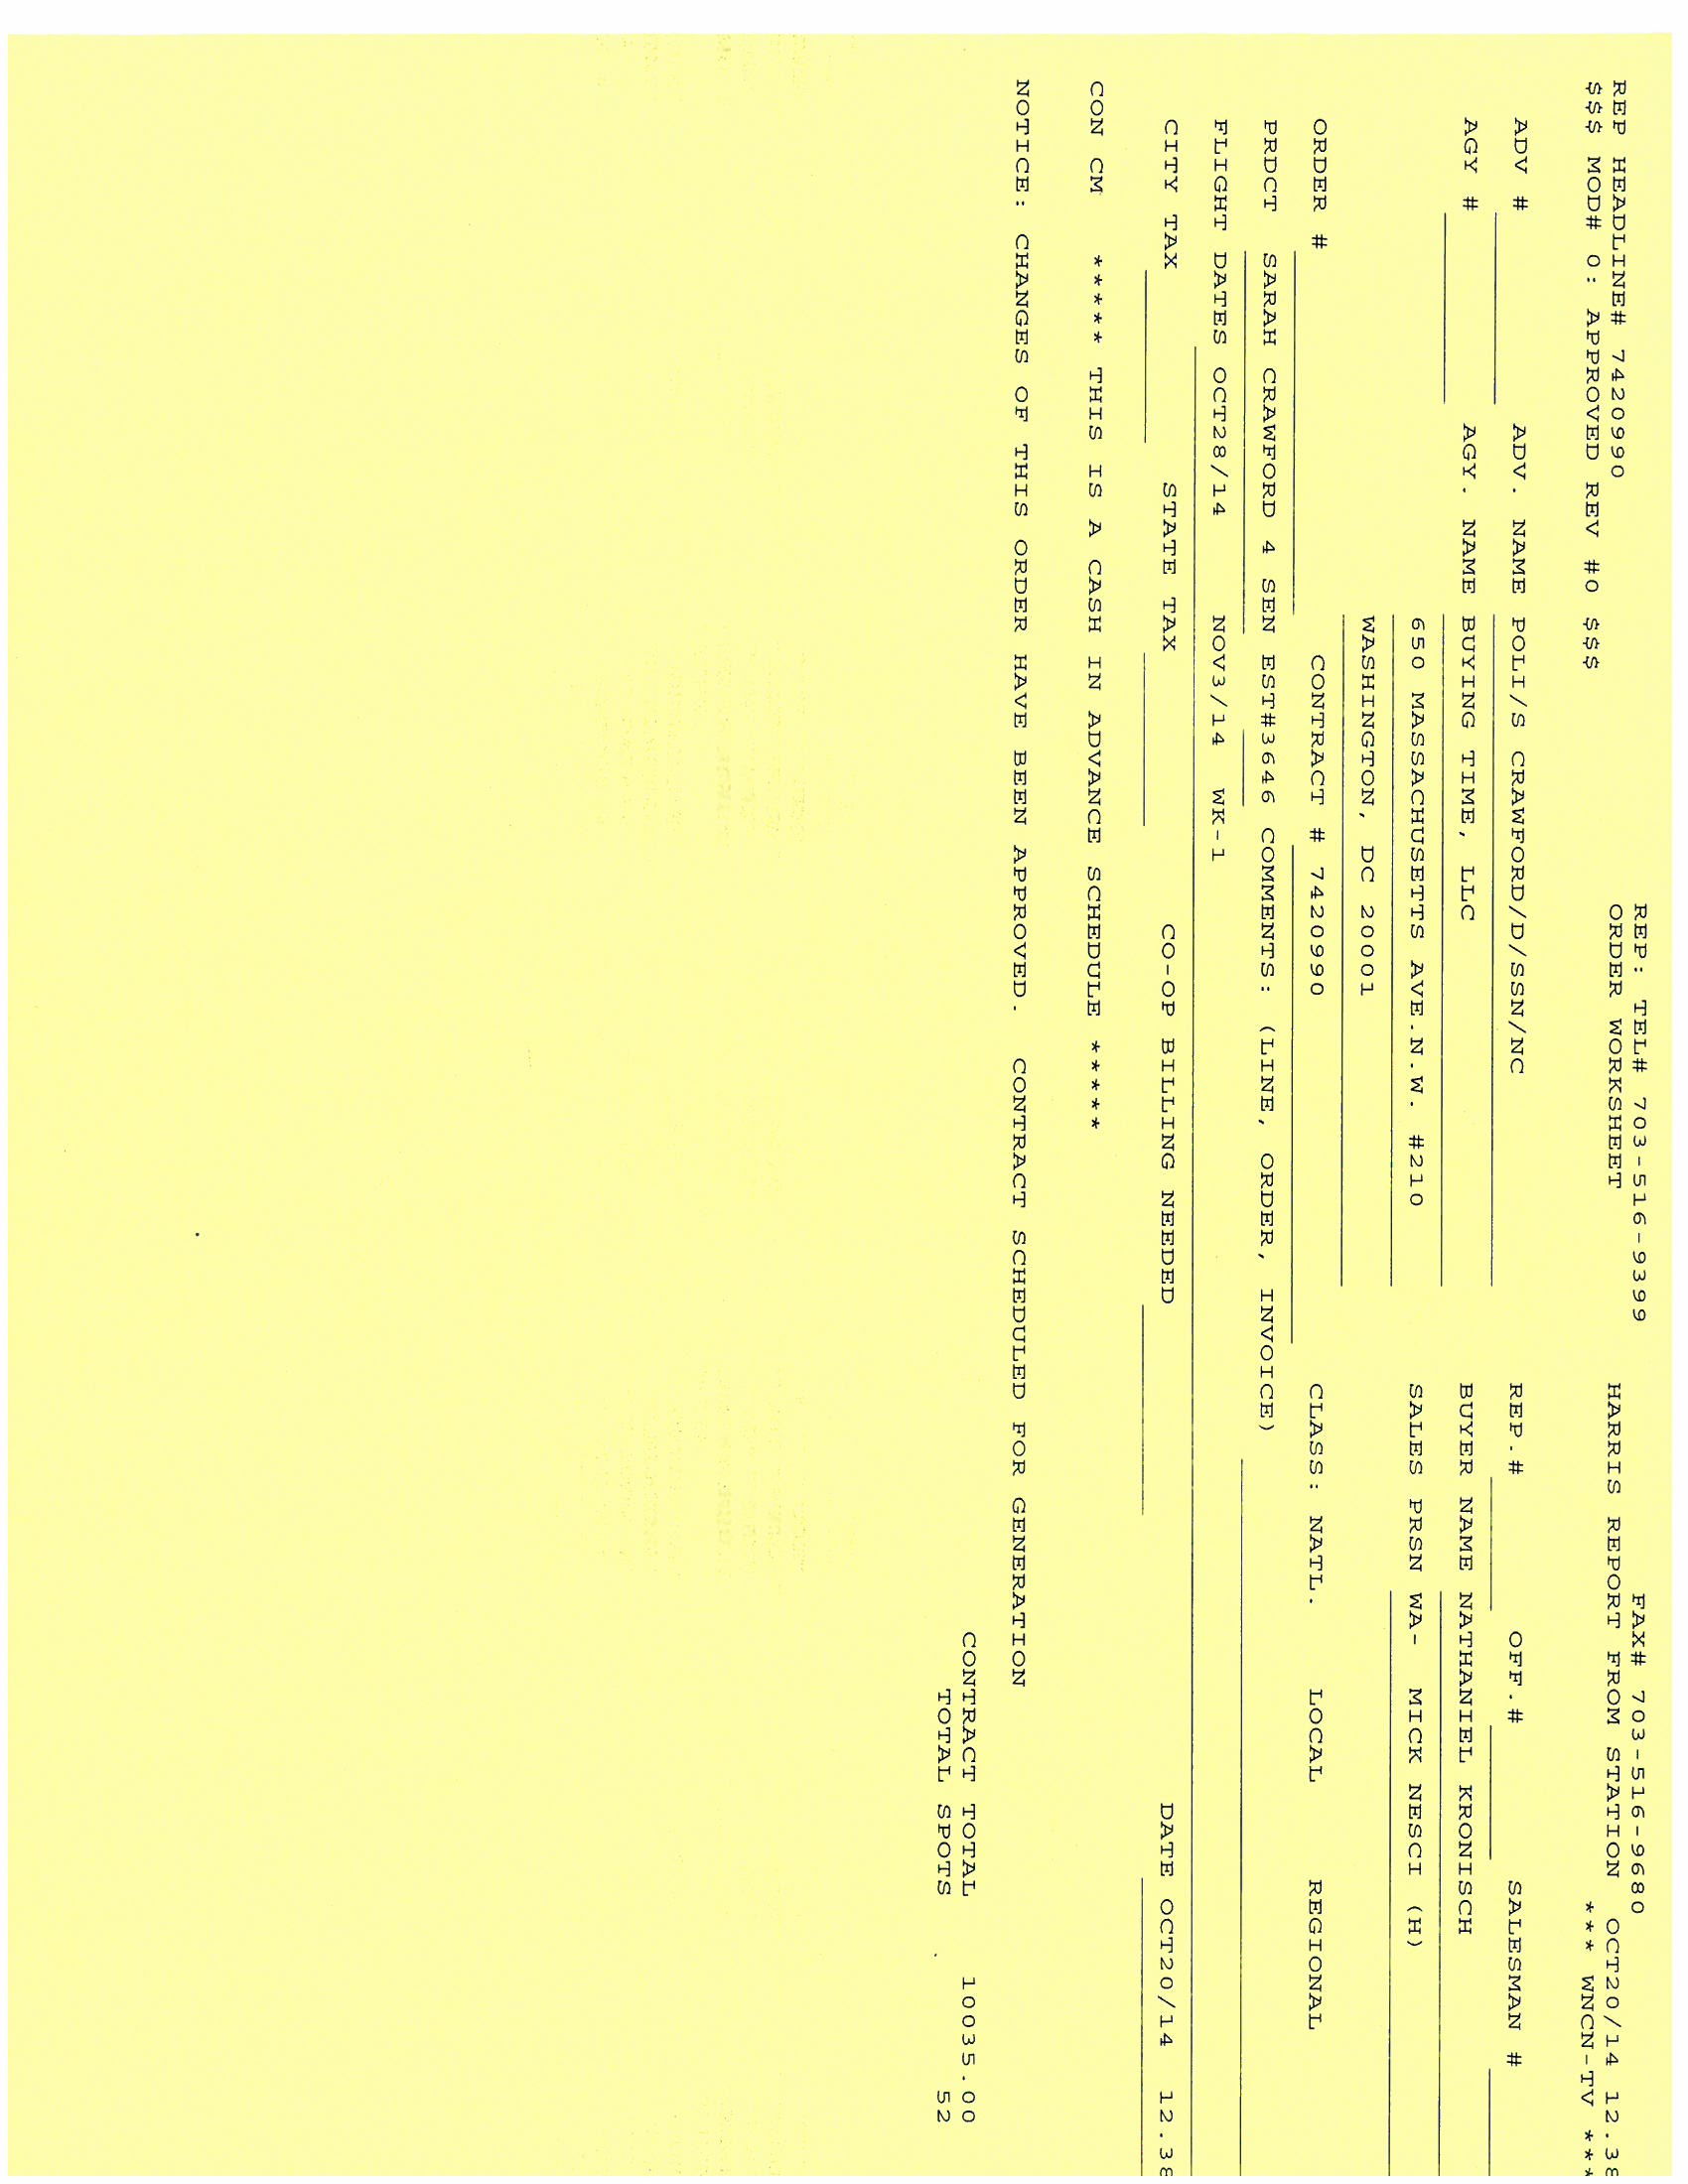 REP: TEL# 703-516-9399 FAX# 703-516-9680
REP HEADLINE# 7420990 ORDER WORKSHEET HARRIS REPORT FROM STATION OCT20/14 12.38
$$$ MOD# 0: APPROVED REV #0 $$$ *** WNCN-TV ***
ADV # ADV. NAME POLI/S CRAWFORD/D/SSN/NC REP.# OFF.# SALESMAN #
AGY # AGY. NAME BUYING TIME, LLC BUYER NAME NATHANIEL KRONISCH
650 MASSACHUSETTS AVE.N.W. #210 SALES PRSN WA- MICK NESCI (H)
WASHINGTON, DC 20001
ORDER # CONTRACT # 7420990 CLASS: NATL. LOCAL REGIONAL
PRDCT SARAH CRAWFORD 4 SEN EST#3646 COMMENTS: (LINE, ORDER, INVOICE)
FLIGHT DATES OCT28/14 NOV3/14 WK-1
CITY TAX STATE TAX CO-OP BILLING NEEDED DATE OCT20/14 12.38
CON CM ***** THIS IS A CASH IN ADVANCE SCHEDULE *****
NOTICE: CHANGES OF THIS ORDER HAVE BEEN APPROVED. CONTRACT SCHEDULED FOR GENERATION
CONTRACT TOTAL 10035.00
TOTAL SPOTS 52